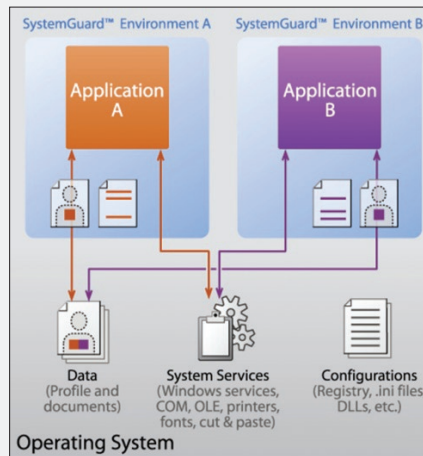 SystemGuard™ Environment A
SystemGuard™ Environment B
Application
A
Application
B
Data
(Profile and
documents)
System Services
(Windows services,
COM, OLE, printers,
fonts, cut & paste)
Configurations
(Registry, .ini files
DLLs, etc.)
Operating System